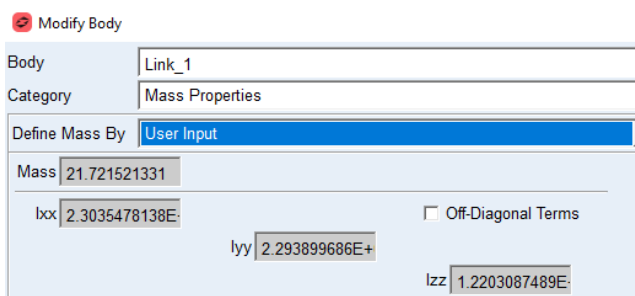 Modify Body
Body Link_1
Category Mass Properties
Define Mass By User Input
Mass 21.721521331
Ixx 2.3035478138E-
Off-Diagonal Terms
Iyy 2.293899686E+
Izz 1.2203087489E-